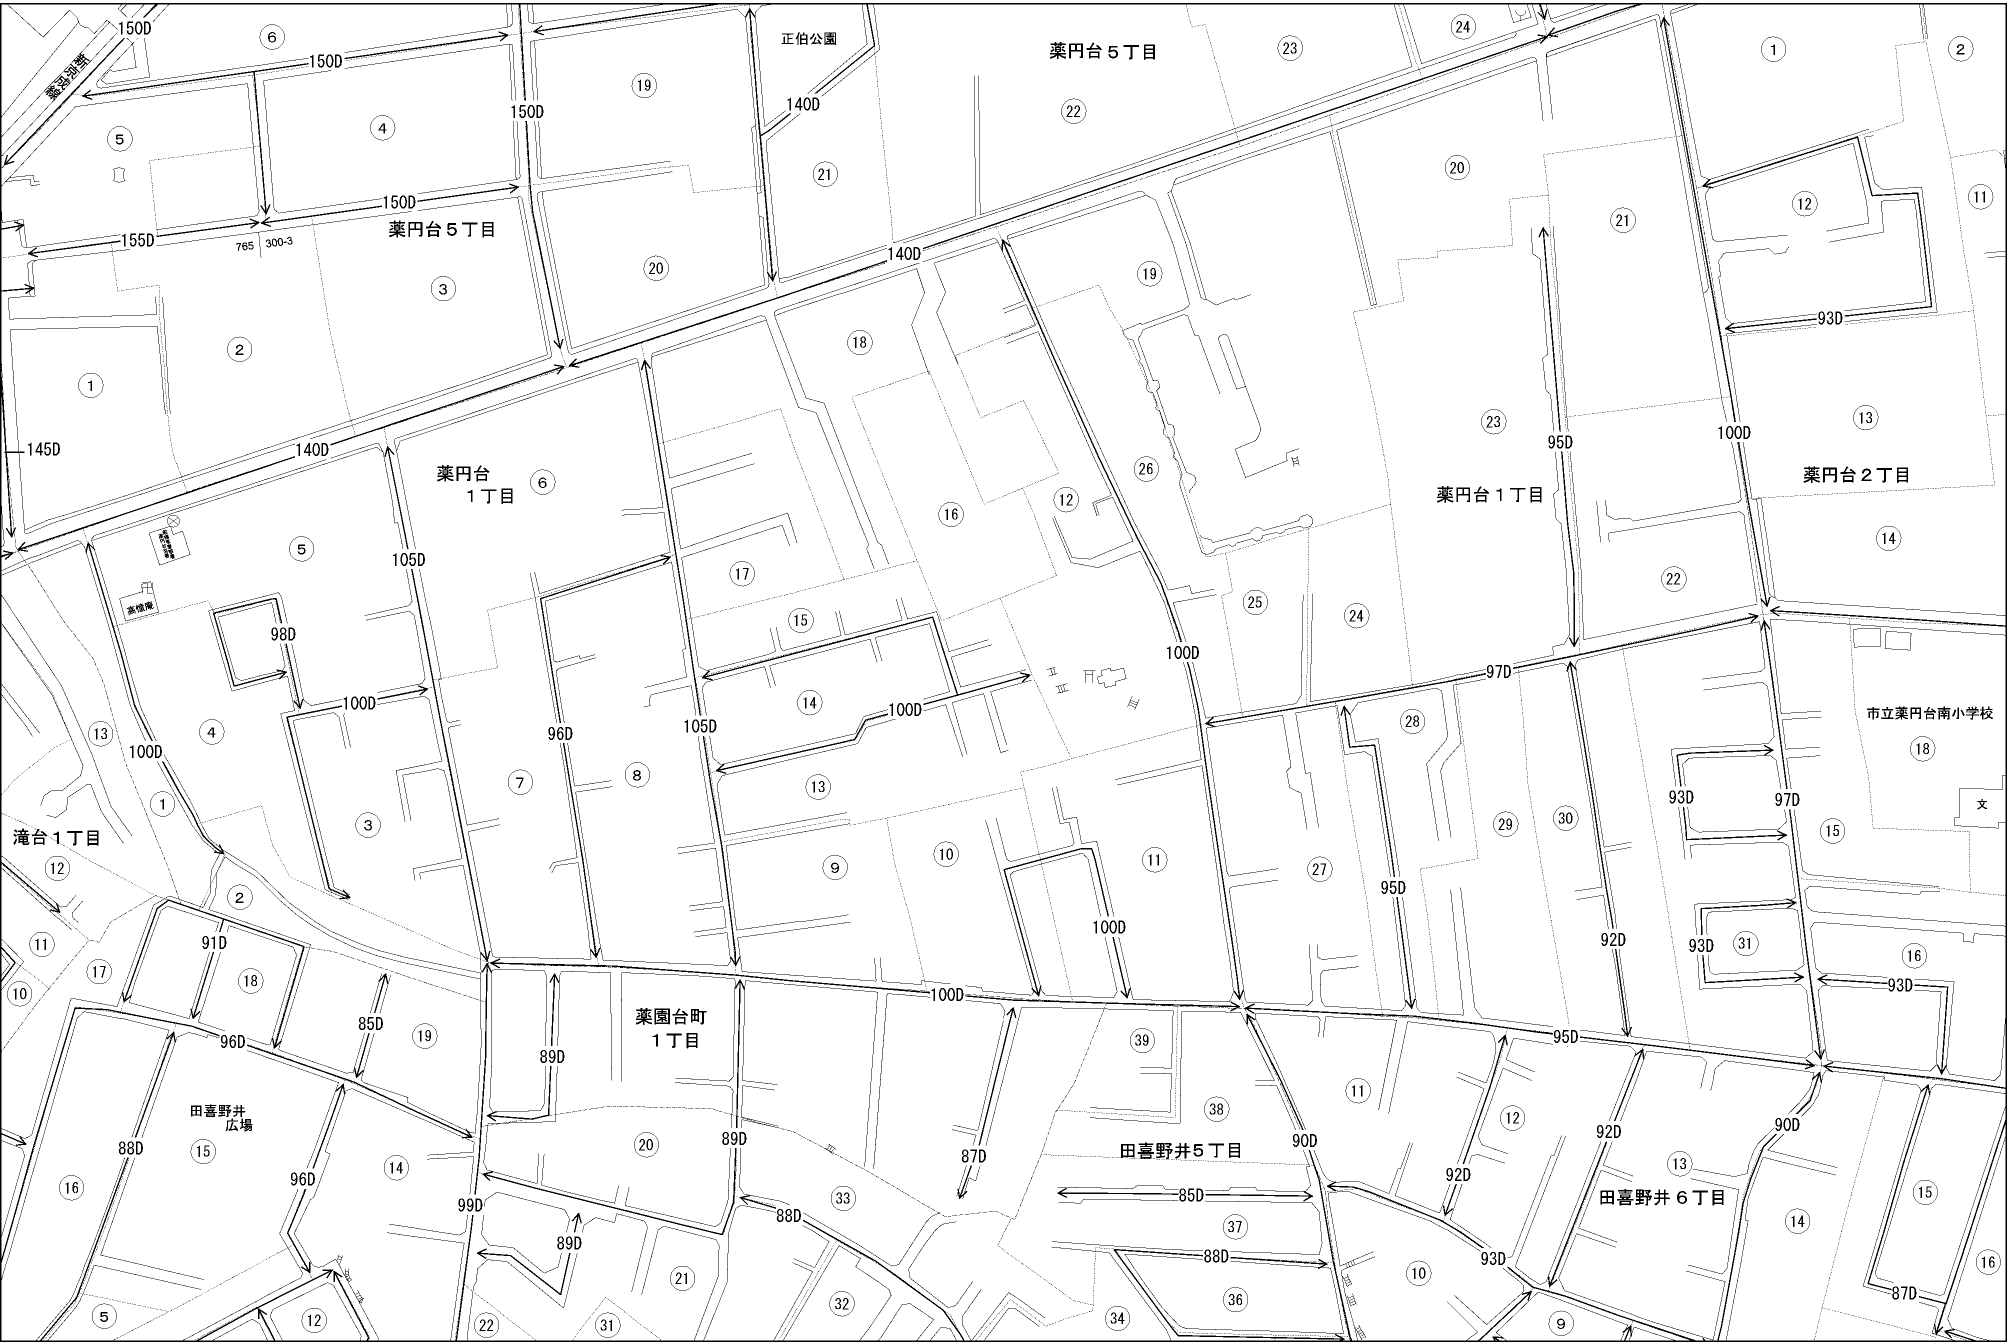 150D
新京成線
⑥
150D
150D
⑲
正伯公園
140D
薬円台５丁目
㉓
㉔
①
②
⑤
④
㉒
⑳
㉑
⑫
⑪
150D
155D
765 300-3
薬円台５丁目
③
⑳
㉑
140D
⑲
93D
②
①
⑱
145D
140D
薬円台
１丁目
⑥
㉖
㉓
95D
100D
⑬
薬円台１丁目
薬円台２丁目
⑤
⑯
⑫
⑭
105D
高憧庵
98D
⑰
⑮
㉕
㉔
㉒
100D
④
100D
⑬
①
96D
105D
⑭
100D
100D
97D
㉘
市立薬円台南小学校
⑱
文
⑦
⑧
⑬
③
滝台１丁目
⑫
②
⑨
⑩
⑪
㉗
95D
㉙
㉚
93D
97D
⑮
⑪
⑩
⑰
91D
⑱
100D
92D
93D
㉛
⑯
93D
85D
⑲
96D
89D
薬園台町
１丁目
100D
㊴
95D
⑪
⑫
田喜野井
広場
⑮
88D
⑯
96D
⑭
99D
⑳
89D
87D
㊳
田喜野井５丁目
90D
92D
92D
⑬
90D
田喜野井６丁目
⑮
⑭
㉝
85D
㊲
88D
89D
㉑
88D
㊱
93D
⑩
87D
⑯
⑤
⑫
㉒
㉛
㉜
㉞
⑨